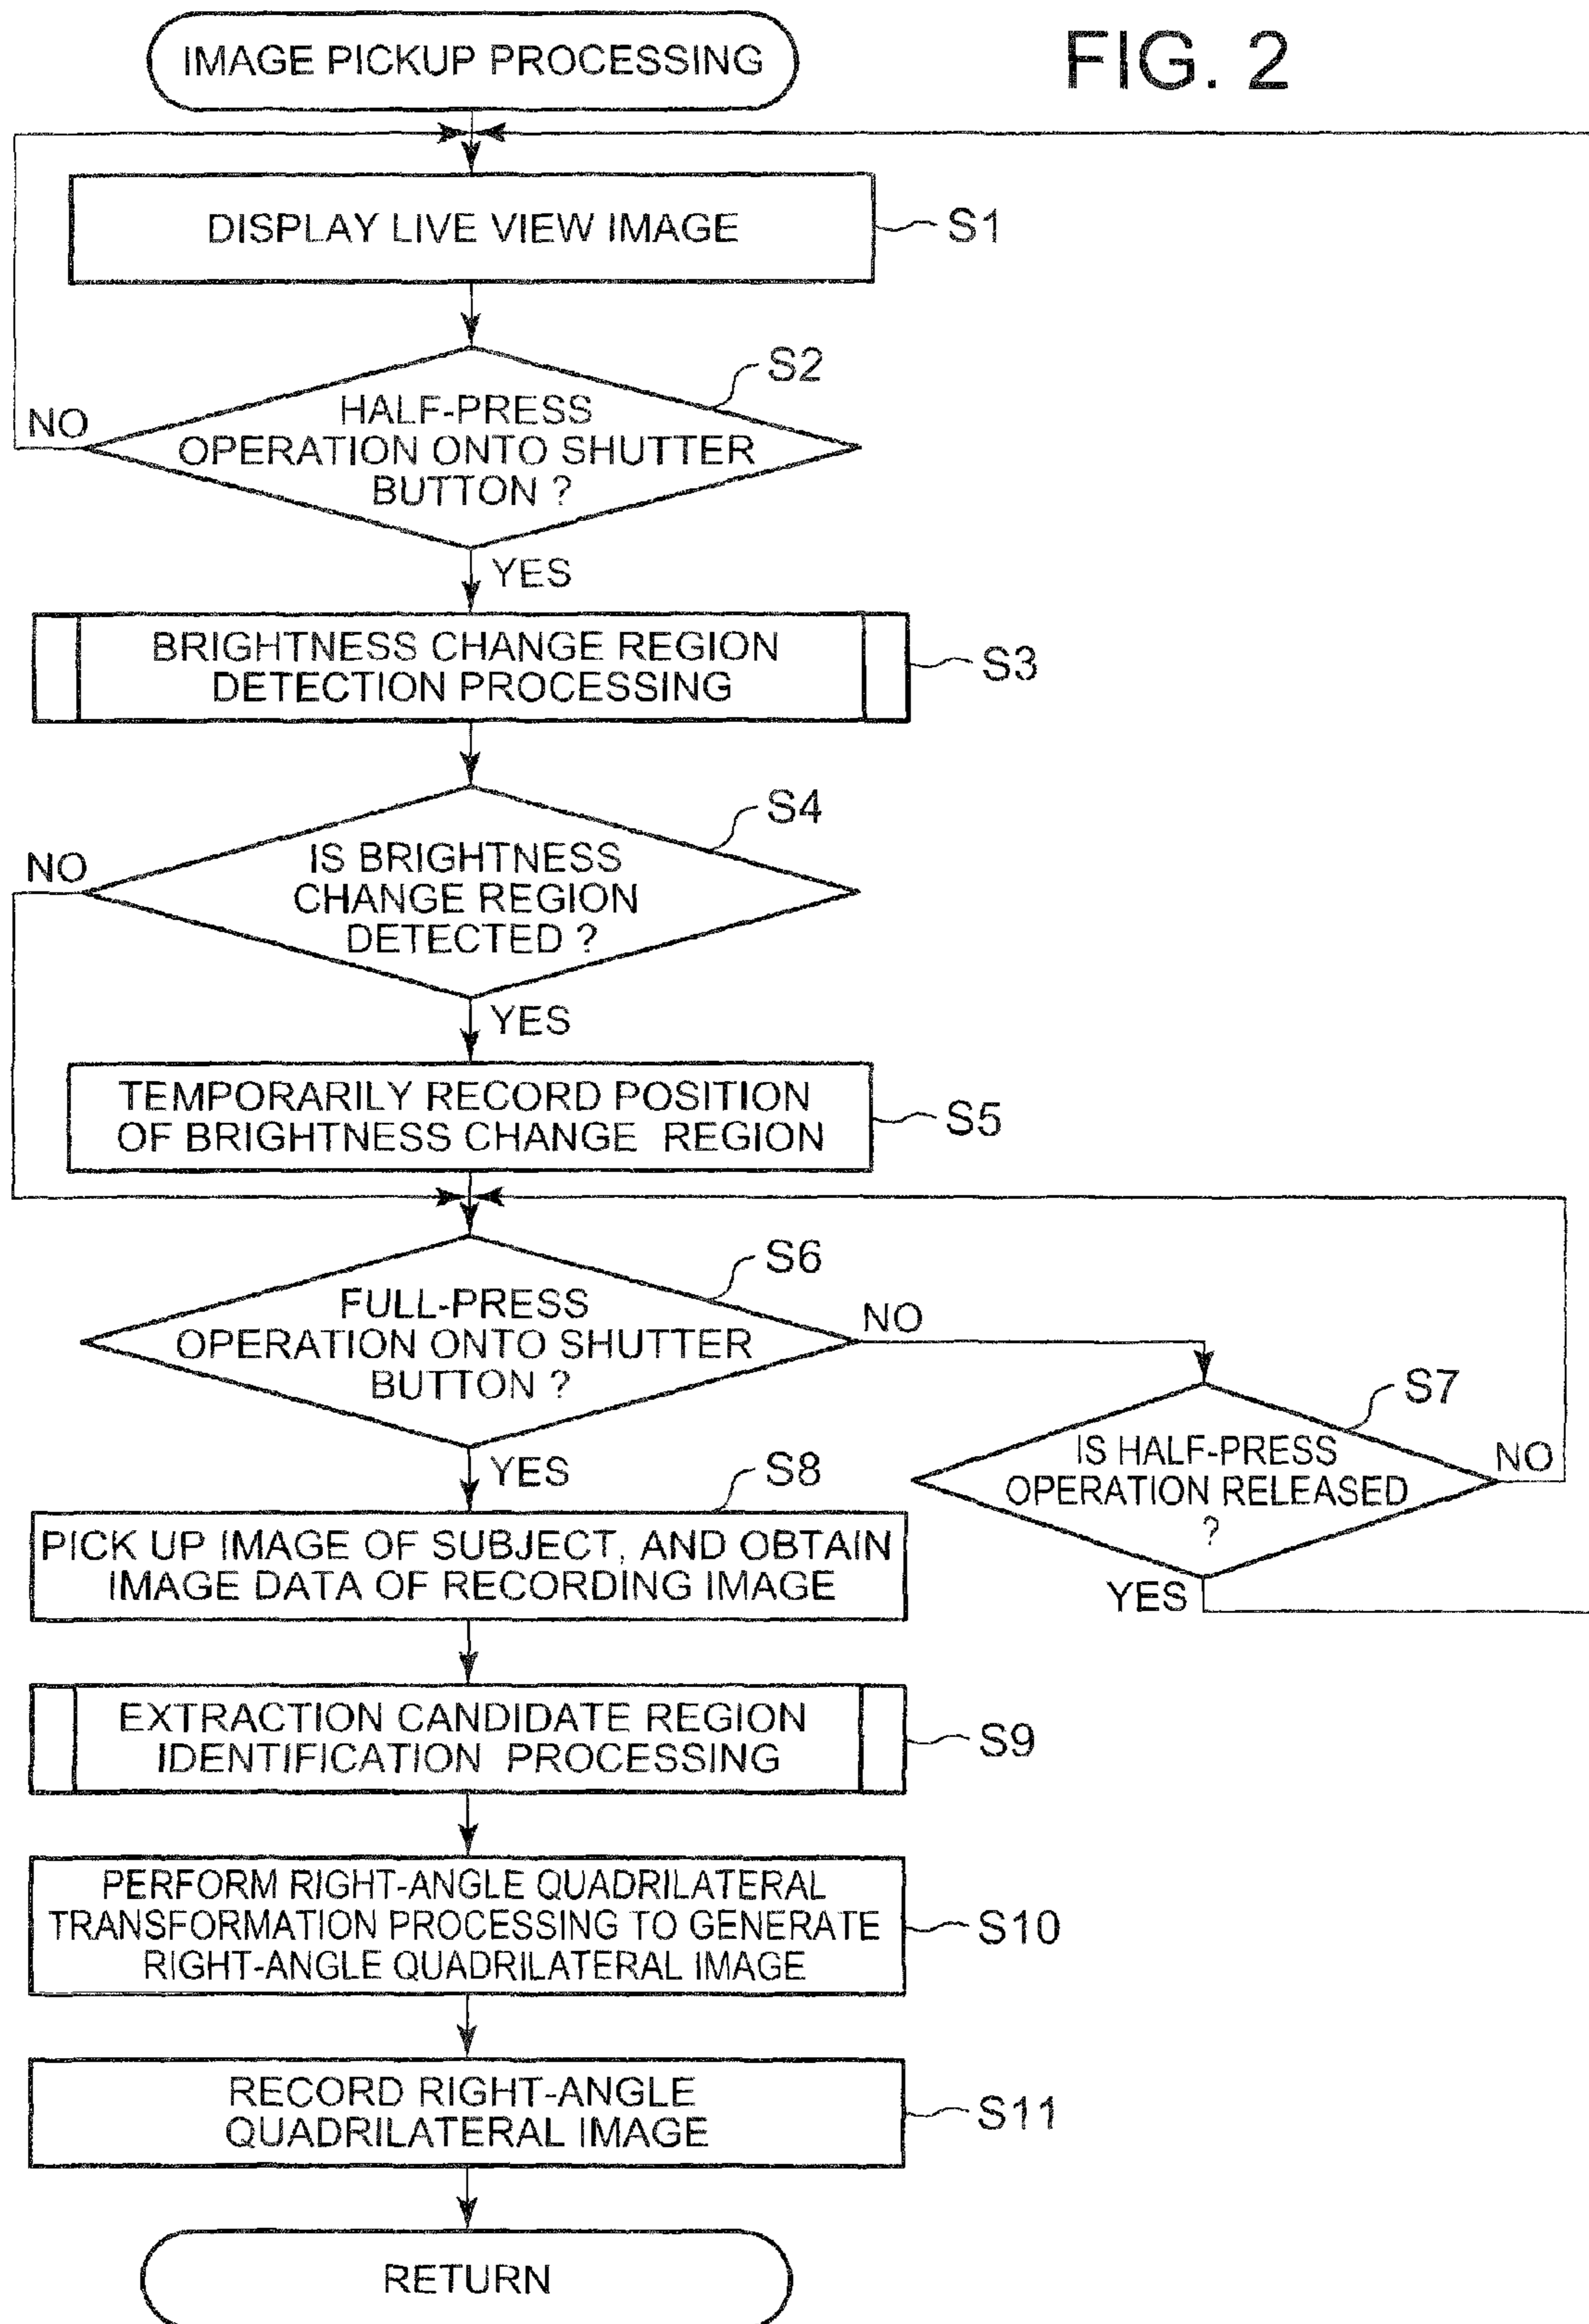 FIG. 2
IMAGE PICKUP PROCESSING
DISPLAY LIVE VIEW IMAGE
S1
S2
HALF-PRESS
OPERATION ONTO SHUTTER
BUTTON ?
NO
YES
BRIGHTNESS CHANGE REGION
DETECTION PROCESSING
S3
S4
IS BRIGHTNESS
CHANGE REGION
DETECTED ?
NO
YES
TEMPORARILY RECORD POSITION
OF BRIGHTNESS CHANGE REGION
S5
S6
FULL-PRESS
OPERATION ONTO SHUTTER
BUTTON ?
NO
YES
S7
IS HALF-PRESS
OPERATION RELEASED
?
NO
YES
S8
PICK UP IMAGE OF SUBJECT, AND OBTAIN
IMAGE DATA OF RECORDING IMAGE
EXTRACTION CANDIDATE REGION
IDENTIFICATION PROCESSING
S9
PERFORM RIGHT-ANGLE QUADRILATERAL
TRANSFORMATION PROCESSING TO GENERATE
RIGHT-ANGLE QUADRILATERAL IMAGE
S10
RECORD RIGHT-ANGLE
QUADRILATERAL IMAGE
S11
RETURN